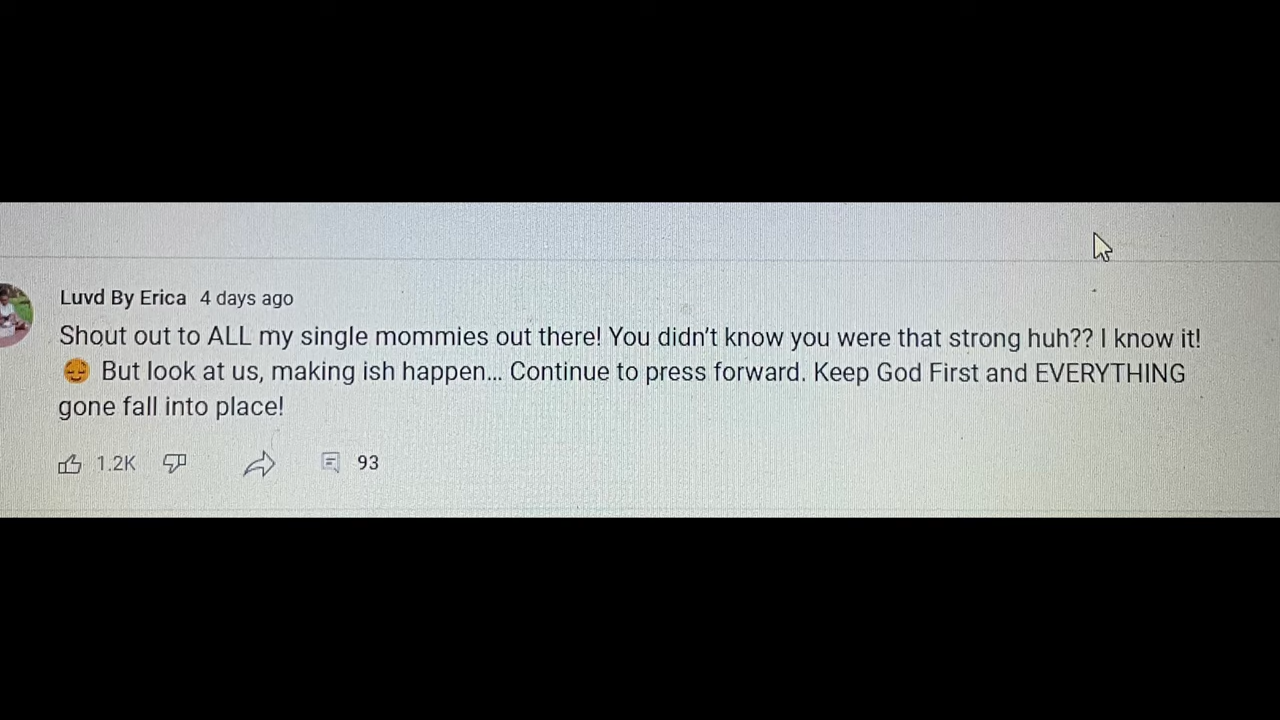 Luvd By Erica 4 days ago
Shout out to ALL my single mommies out there! You didn't know you were that strong huh?? I know it!
😌 But look at us, making ish happen... Continue to press forward. Keep God First and EVERYTHING
gone fall into place!
1.2K 93